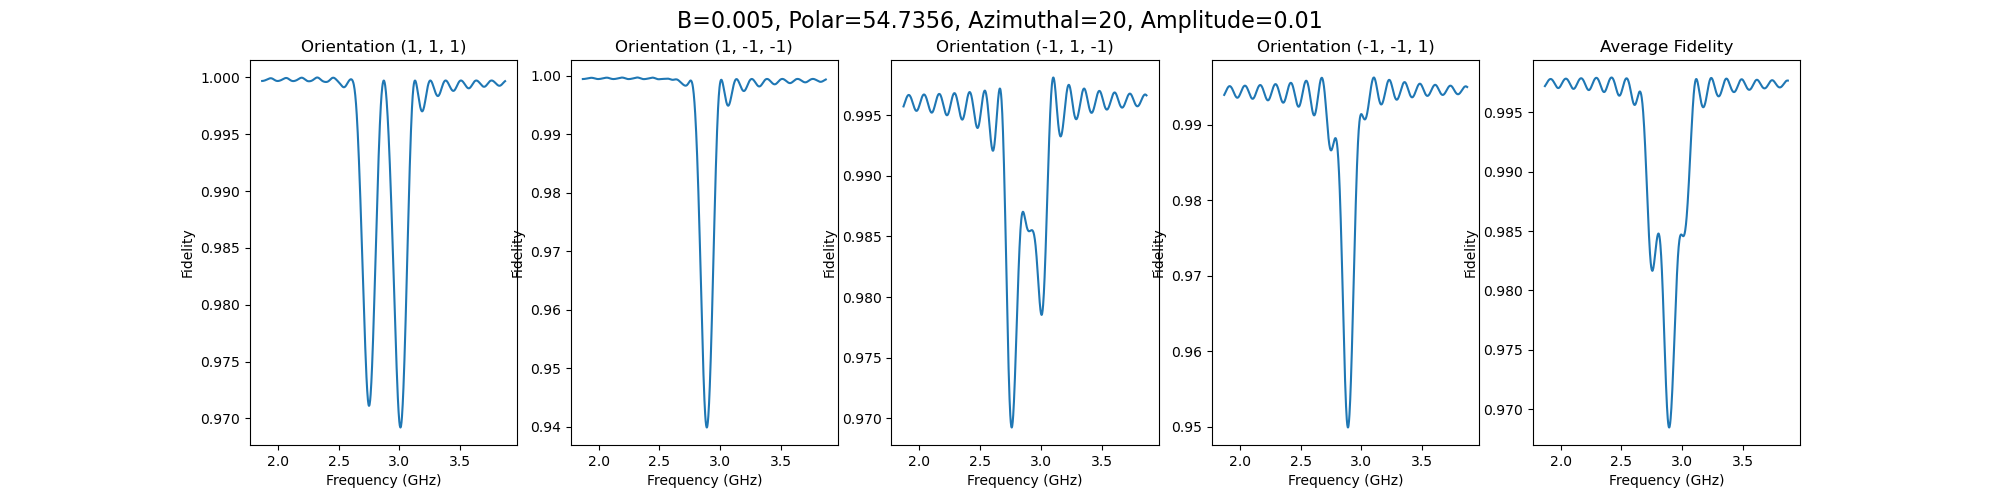 B=0.005, Polar=54.7356, Azimuthal=20, Amplitude=0.01
Orientation (1, 1, 1)
1.000
0.995
0.990
0.985
0.980
0.975
0.970
Fidelity
2.0 2.5 3.0 3.5
Frequency (GHz)
Orientation (1, -1, -1)
1.00
0.99
0.98
0.97
0.96
0.95
0.94
Fidelity
2.0 2.5 3.0 3.5
Frequency (GHz)
Orientation (-1, 1, -1)
0.995
0.990
0.985
0.980
0.975
0.970
Fidelity
2.0 2.5 3.0 3.5
Frequency (GHz)
Orientation (-1, -1, 1)
0.99
0.98
0.97
0.96
0.95
Fidelity
2.0 2.5 3.0 3.5
Frequency (GHz)
Average Fidelity
0.995
0.990
0.985
0.980
0.975
0.970
Fidelity
2.0 2.5 3.0 3.5
Frequency (GHz)